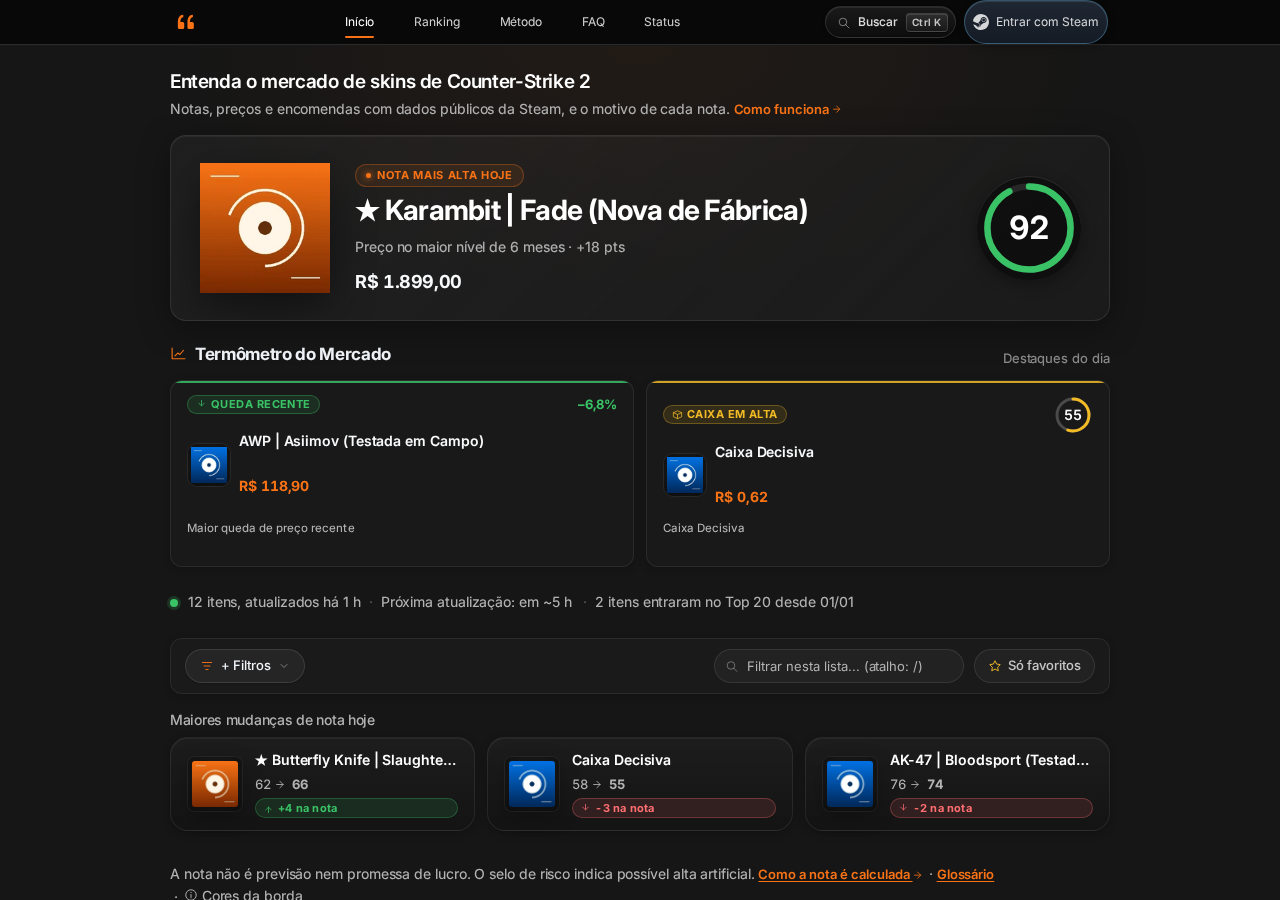 Início
Ranking
Método
FAQ
Status
Buscar
Ctrl K
Entrar com Steam
Entenda o mercado de skins de Counter-Strike 2
Notas, preços e encomendas com dados públicos da Steam, e o motivo de cada nota. Como funciona →
NOTA MAIS ALTA HOJE
★ Karambit | Fade (Nova de Fábrica)
Preço no maior nível de 6 meses · +18 pts
R$ 1.899,00
92
Termômetro do Mercado
Destaques do dia
↓ QUEDA RECENTE
−6,8%
AWP | Asiimov (Testada em Campo)
R$ 118,90
Maior queda de preço recente
CAIXA EM ALTA
55
Caixa Decisiva
R$ 0,62
Caixa Decisiva
12 itens, atualizados há 1 h · Próxima atualização: em ~5 h · 2 itens entraram no Top 20 desde 01/01
+ Filtros
Filtrar nesta lista... (atalho: /)
Só favoritos
Maiores mudanças de nota hoje
★ Butterfly Knife | Slaughte...
62 → 66
↑ +4 na nota
Caixa Decisiva
58 → 55
↓ -3 na nota
AK-47 | Bloodsport (Testad...
76 → 74
↓ -2 na nota
A nota não é previsão nem promessa de lucro. O selo de risco indica possível alta artificial. Como a nota é calculada → · Glossário
· ⓘ Cores da borda